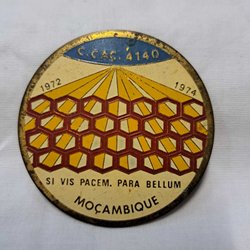 C. CAÇ. 4140
1972 1974
SI VIS PACEM. PARA BELLUM
MOÇAMBIQUE